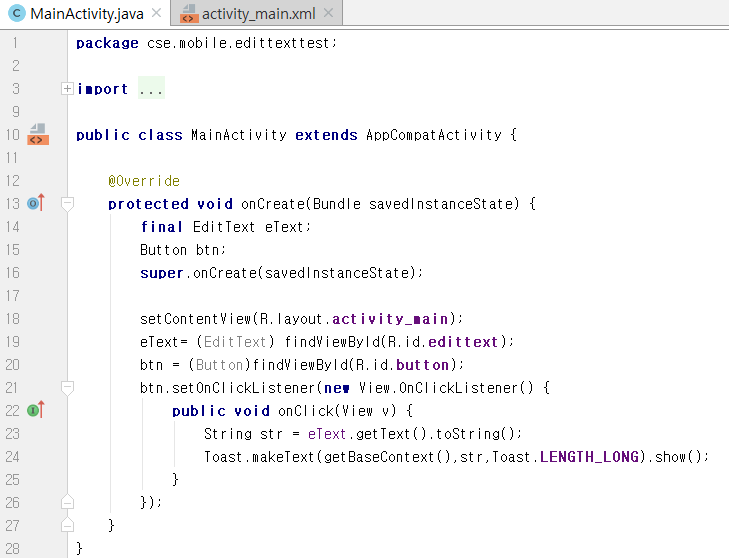 MainActivity.java × activity_main.xml ×
1 package cse.mobile.edittexttest;
2
3 import ...
9
10 public class MainActivity extends AppCompatActivity {
11
12 @Override
13 protected void onCreate(Bundle savedInstanceState) {
14 final EditText eText;
15 Button btn;
16 super.onCreate(savedInstanceState);
17
18 setContentView(R.layout.activity_main);
19 eText= (EditText) findViewById(R.id.edittext);
20 btn = (Button)findViewById(R.id.button);
21 btn.setOnClickListener(new View.OnClickListener() {
22 public void onClick(View v) {
23 String str = eText.getText().toString();
24 Toast.makeText(getBaseContext(),str,Toast.LENGTH_LONG).show();
25 }
26 });
27 }
28 }